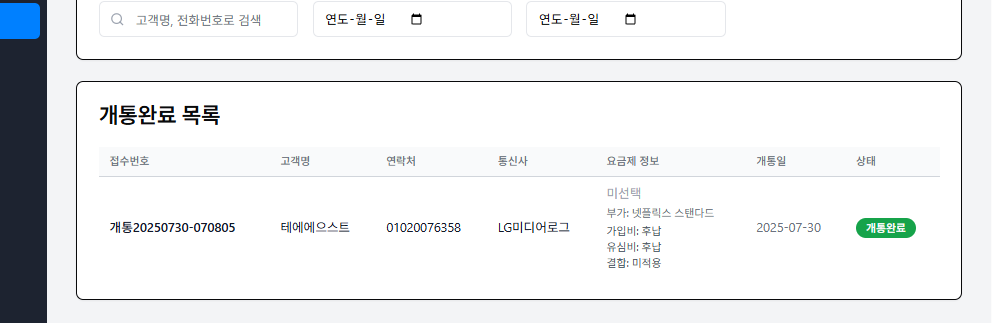 고객명, 전화번호로 검색 연도-월-일 연도-월-일
개통완료 목록
접수번호 고객명 연락처 통신사 요금제 정보 개통일 상태
개통20250730-070805 테에에으스트 01020076358 LG미디어로그 미선택 2025-07-30 개통완료
부가: 넷플릭스 스탠다드
가입비: 후납
유심비: 후납
결합: 미적용